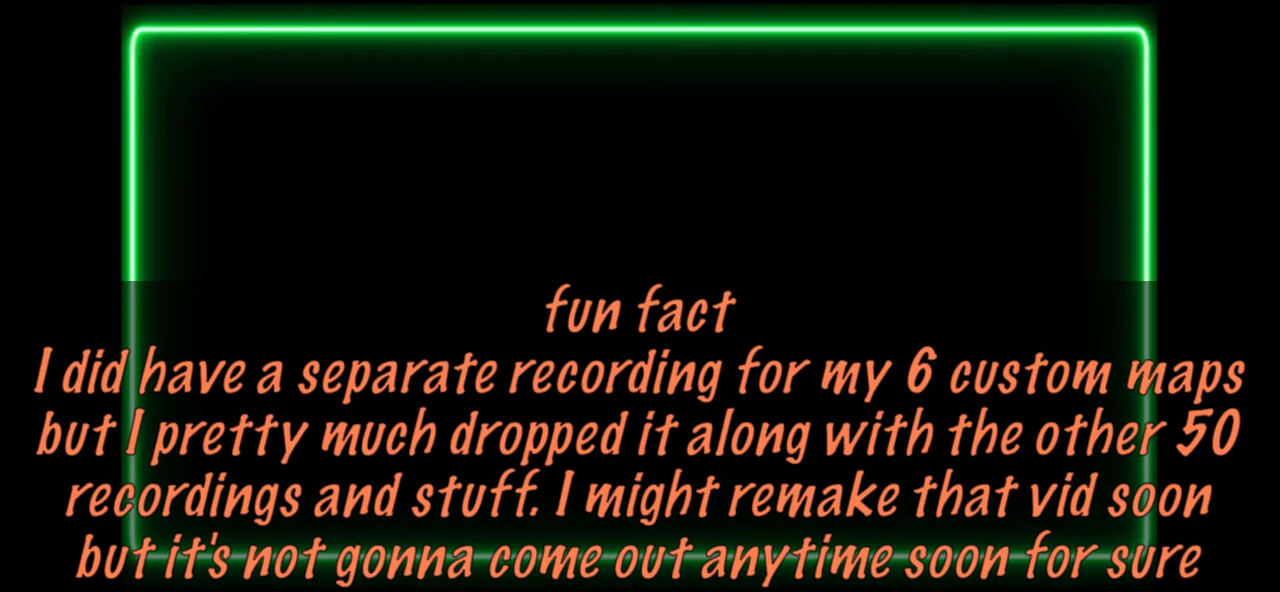 fun fact
I did have a separate recording for my 6 custom maps
but I pretty much dropped it along with the other 50
recordings and stuff. I might remake that vid soon
but it's not gonna come out anytime soon for sure